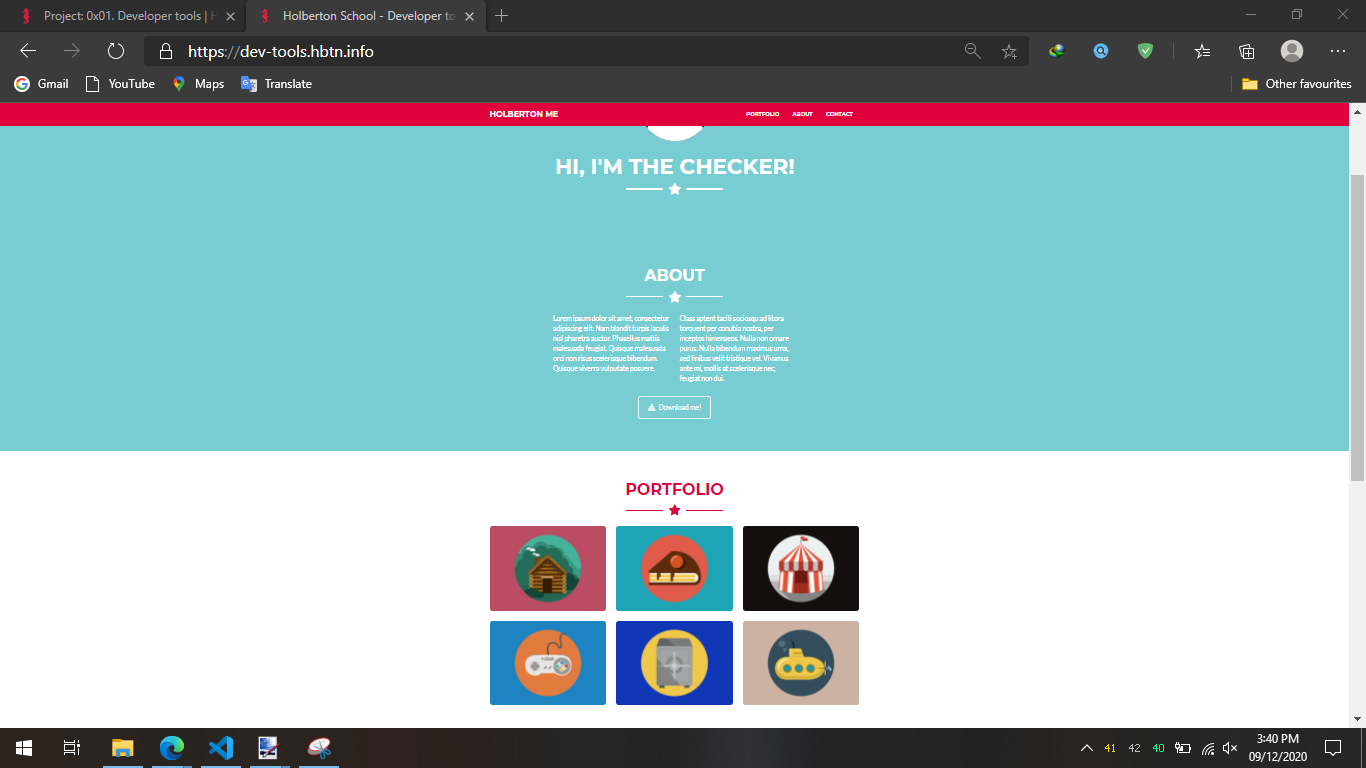 Project: 0x01. Developer tools | H
Holberton School - Developer to
https://dev-tools.hbtn.info
Gmail
YouTube
Maps
Translate
Other favourites
HOLBERTON ME
PORTFOLIO
ABOUT
CONTACT
HI, I'M THE CHECKER!
ABOUT
Lorem ipsum dolor sit amet, consectetur
adipiscing elit. Nam blandit turpis iaculis
nisl pharetra auctor. Phasellus mattis
malesuada feugiat. Quisque malesuada
orci non risus scelerisque bibendum.
Quisque viverra vulputate posuere.
Class aptent taciti sociosqu ad litora
torquent per conubia nostra, per
inceptos himenaeos. Nulla non ornare
purus. Nulla bibendum maximus urna,
sed finibus velit tristique vel. Vivamus
ante mi, mollis at scelerisque nec,
feugiat non dui.
Download me!
PORTFOLIO
41
42
40
3:40 PM
09/12/2020